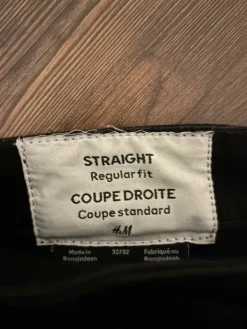 STRAIGHT
Regular fit
COUPE DROITE
Coupe standard
H&M
Made in 32/32 Fabriqué au
Bangladesh Bangladesh